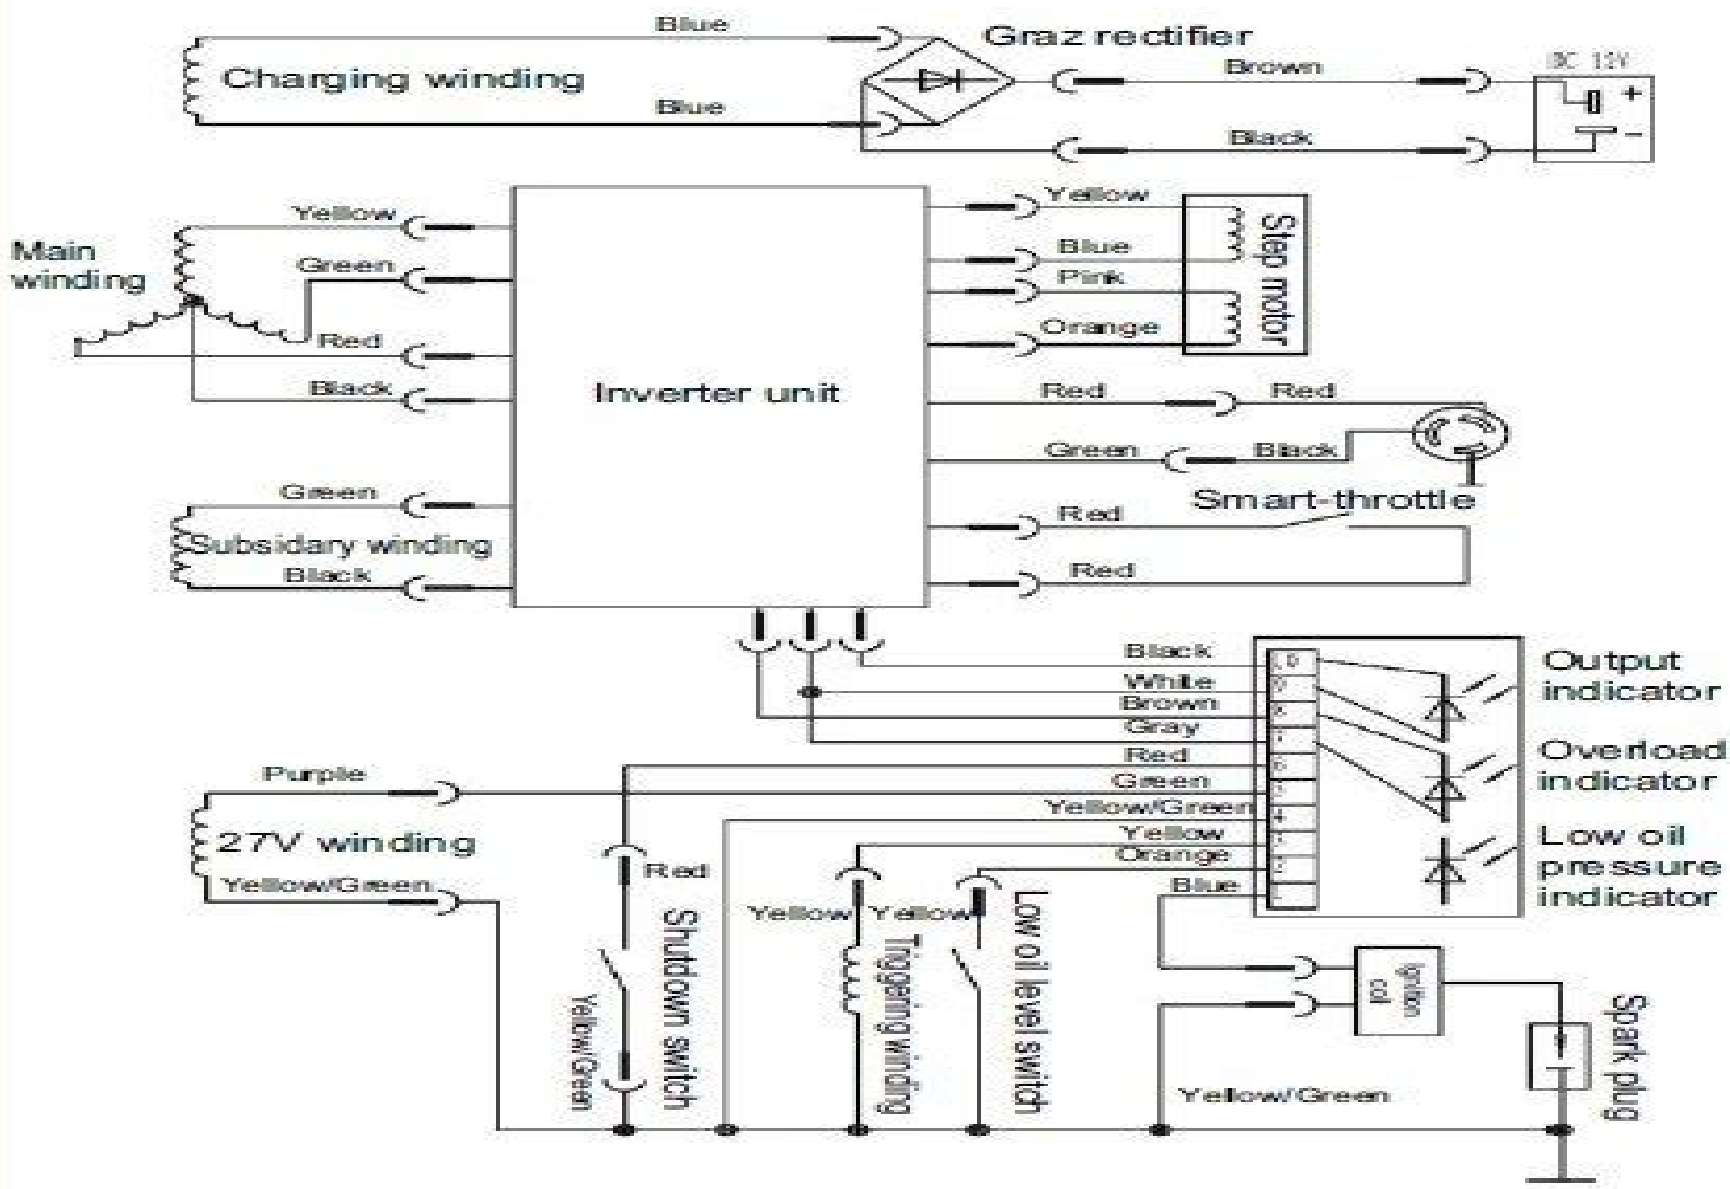 Blue
Graz rectifier
Charging winding
Brown
DC 12V
+
Blue
Black
-
Yellow
Main
winding
Green
Red
Black
Inverter unit
Yellow
Blue
Pink
Orange
Step motor
Red
Red
Green
Black
Smart-throttle
Red
Red
Green
Subsidary winding
Black
Black
White
Brown
Gray
Red
Green
Yellow/Green
Yellow
Orange
Blue
10
Output
indicator
Overload
indicator
Low oil
pressure
indicator
Purple
27V winding
Yellow/Green
Red
Shutdown switch
Yellow/Green
Yellow
Triggering winding
Yellow
Low oil level switch
Ignition
coil
Spark plug
Yellow/Green